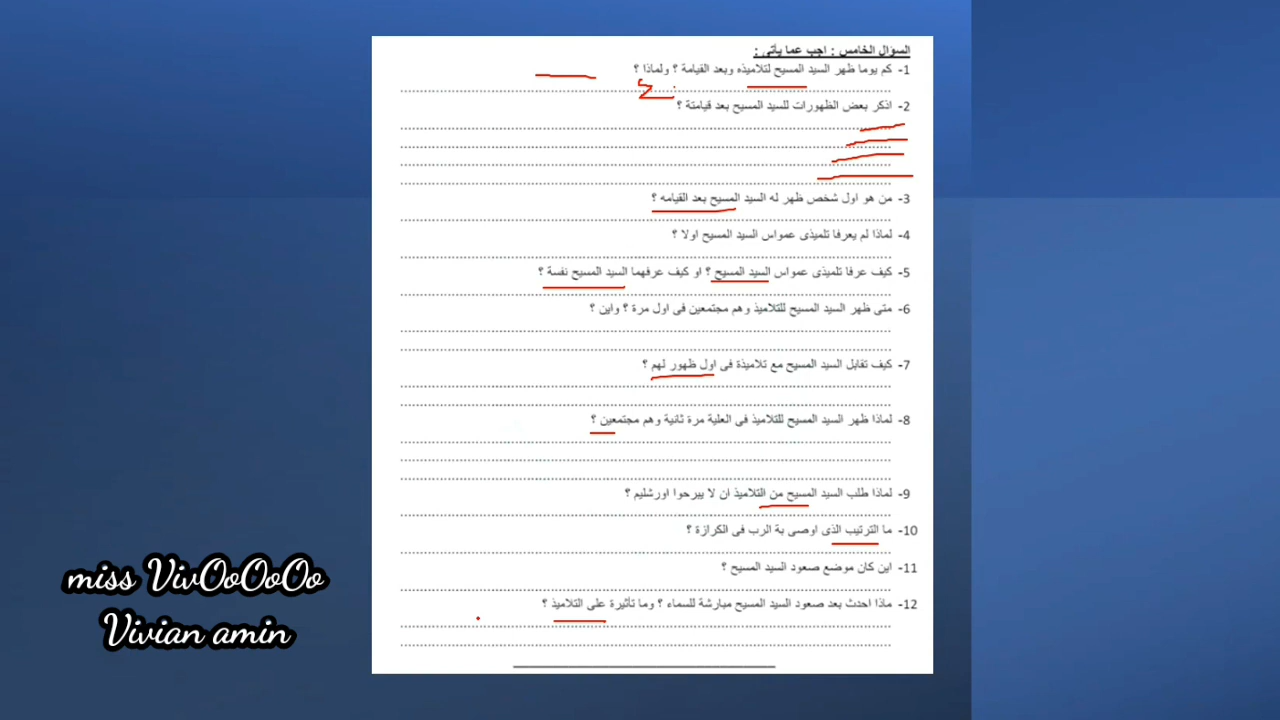 السؤال الخامس : اجب عما يأتى :
1- كم يوما ظهر السيد المسيح لتلاميذه وبعد القيامة ؟ ولماذا ؟
2- اذكر بعض الظهورات للسيد المسيح بعد قيامتة ؟
3- من هو اول شخص ظهر له السيد المسيح بعد القيامه ؟
4- لماذا لم يعرفا تلميذى عمواس السيد المسيح اولا ؟
5- كيف عرفا تلميذى عمواس السيد المسيح ؟ او كيف عرفهما السيد المسيح نفسة ؟
6- متى ظهر السيد المسيح للتلاميذ وهم مجتمعين فى اول مرة ؟ واين ؟
7- كيف تقابل السيد المسيح مع تلاميذة فى اول ظهور لهم ؟
8- لماذا ظهر السيد المسيح للتلاميذ فى العلية مرة ثانية وهم مجتمعين ؟
9- لماذا طلب السيد المسيح من التلاميذ ان لا يبرحوا اورشليم ؟
10- ما الترتيب الذى اوصى بة الرب فى الكرازة ؟
11- اين كان موضع صعود السيد المسيح ؟
12- ماذا احدث بعد صعود السيد المسيح مبارشة للسماء ؟ وما تأثيرة على التلاميذ ؟
miss VivOoOoOo
Vivian amin